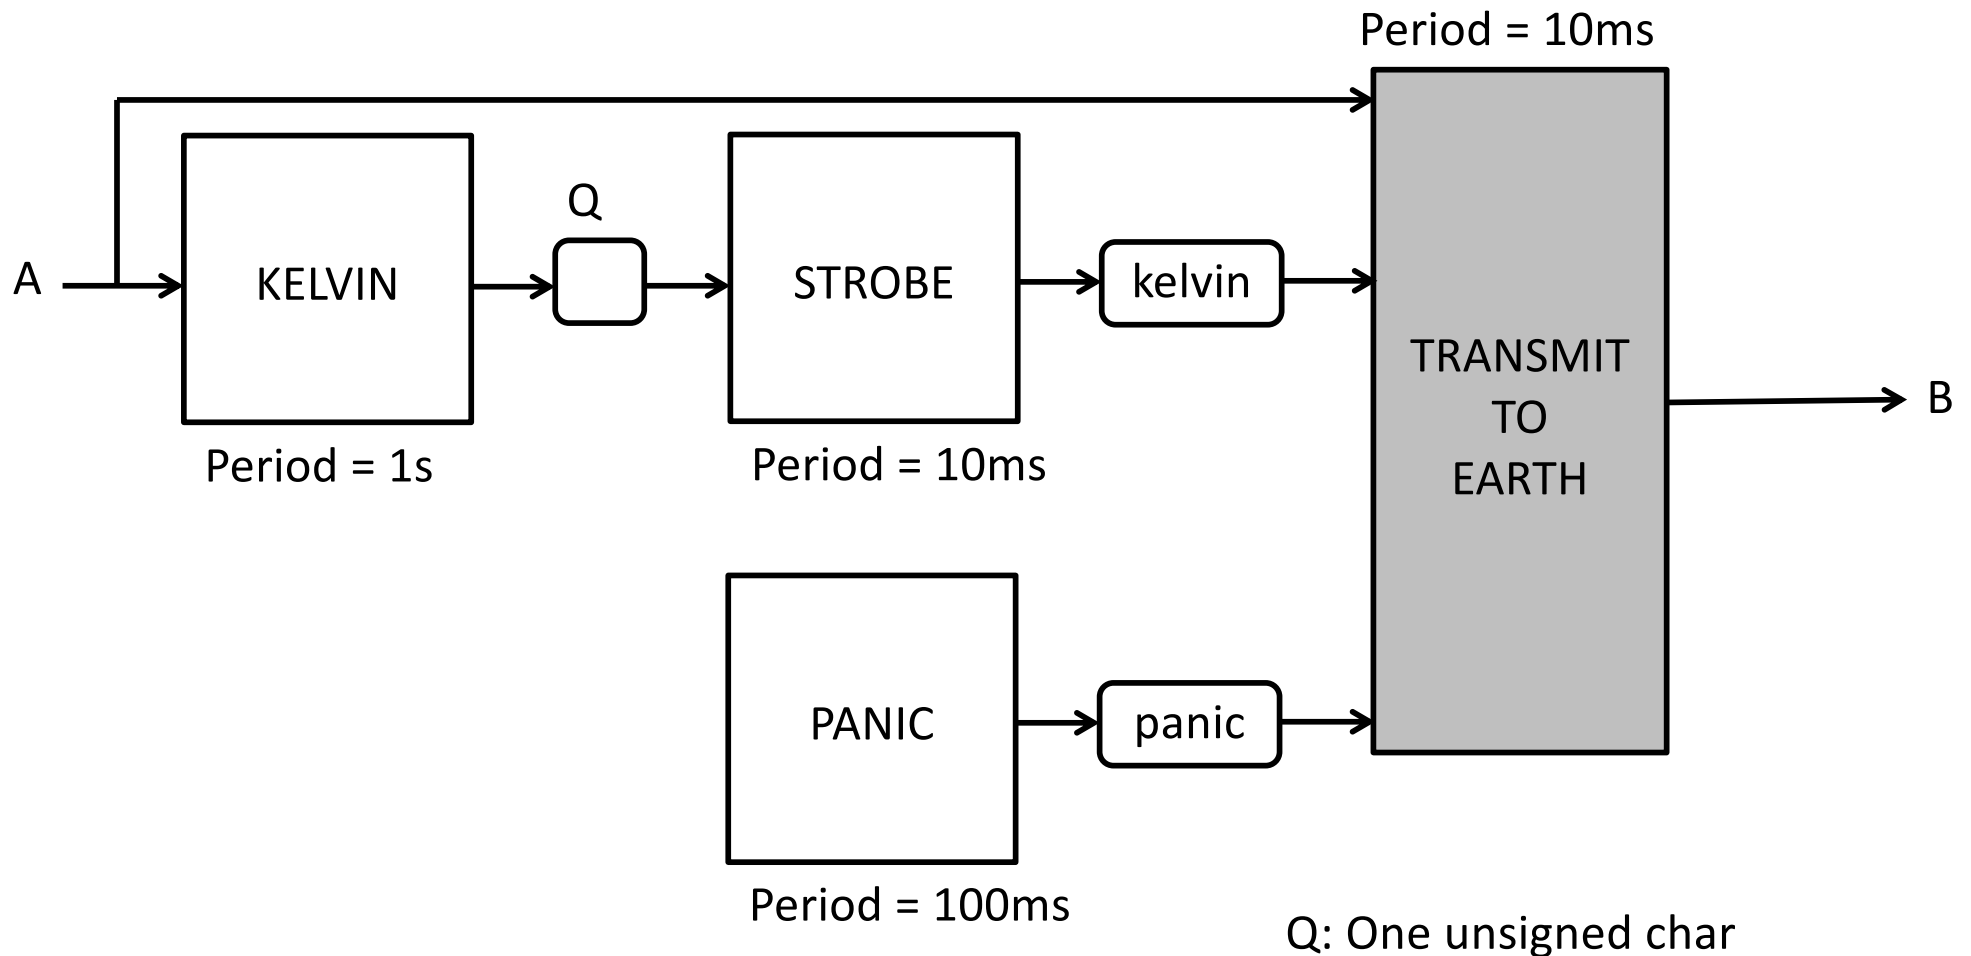 Period = 10ms
A
KELVIN
Q
STROBE
kelvin
TRANSMIT
TO
EARTH
B
Period = 1s
Period = 10ms
PANIC
panic
Period = 100ms
Q: One unsigned char